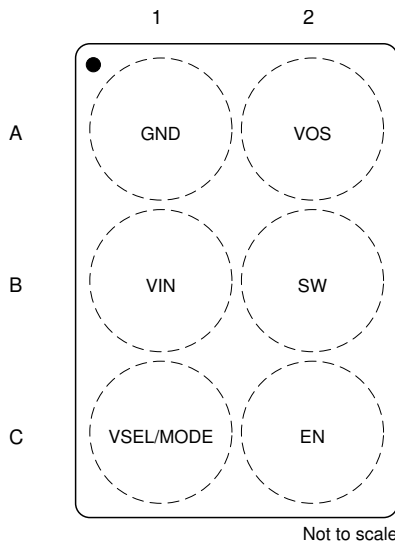 1 2
A GND VOS
B VIN SW
C VSEL/MODE EN
Not to scale